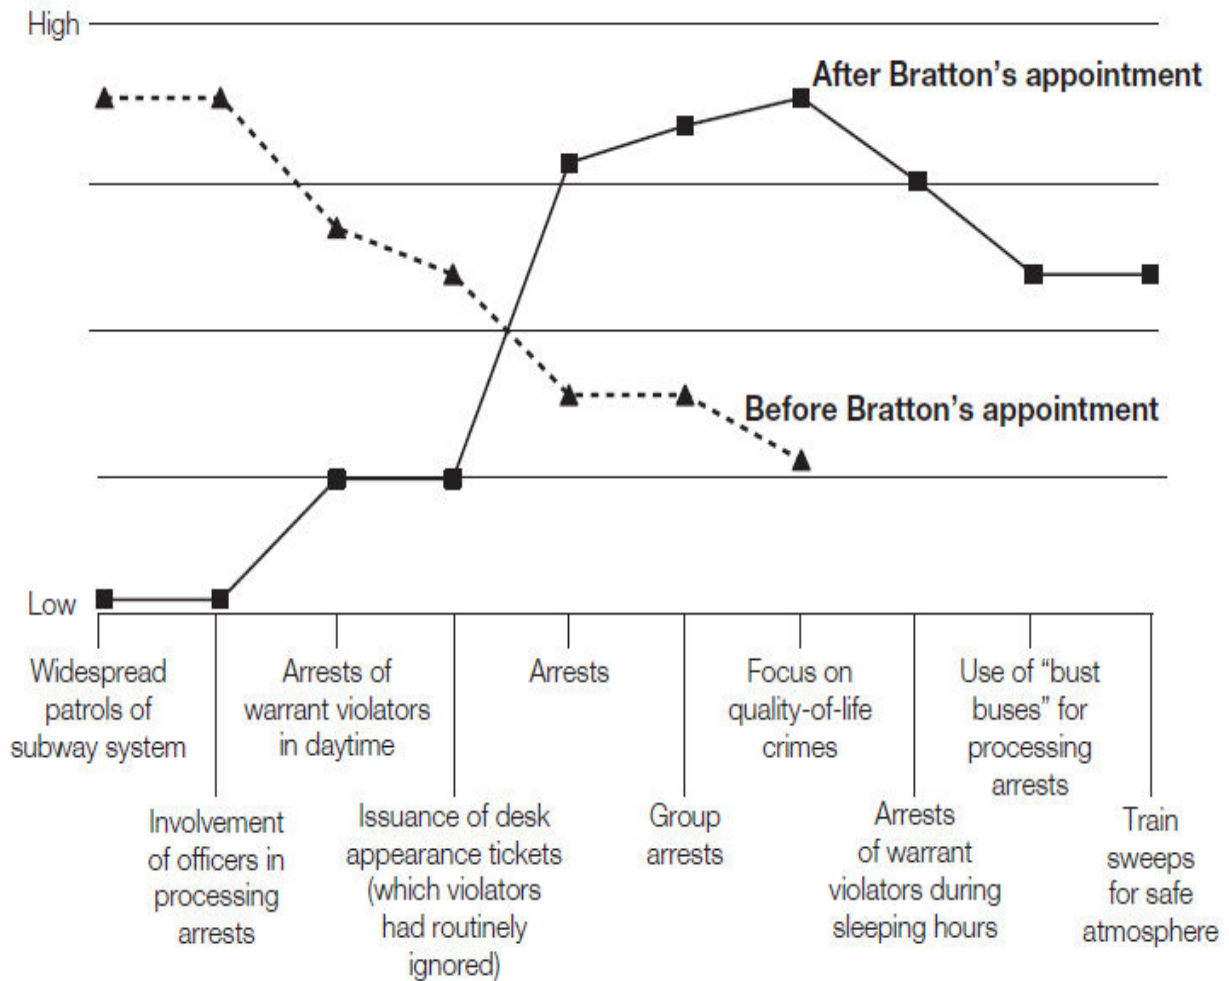 High
After Bratton's appointment
Before Bratton's appointment
Low
Widespread
patrols of
subway system
Involvement
of officers in
processing
arrests
Arrests of
warrant violators
in daytime
Issuance of desk
appearance tickets
(which violators
had routinely
ignored)
Arrests
Group
arrests
Focus on
quality-of-life
crimes
Arrests
of warrant
violators during
sleeping hours
Use of “bust
buses” for
processing
arrests
Train
sweeps
for safe
atmosphere